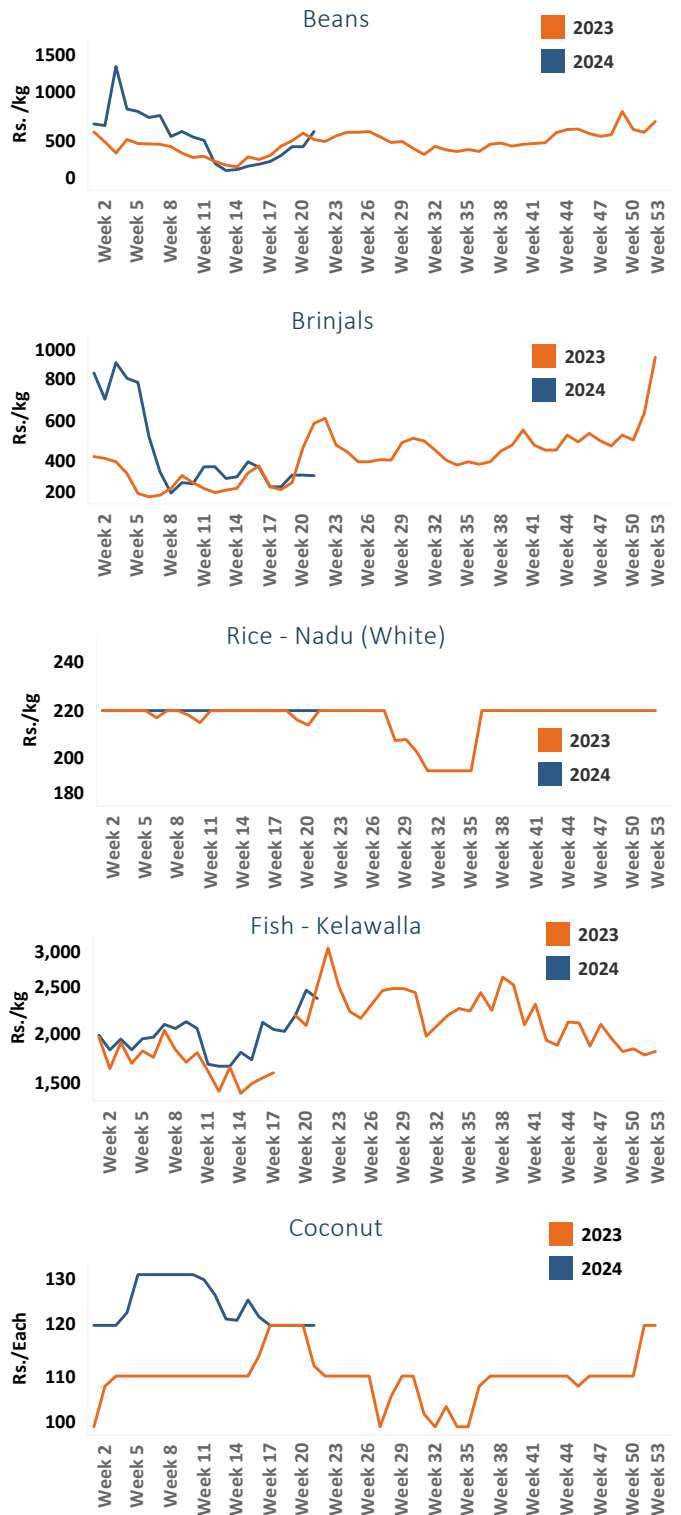 Beans
2023
2024
Rs. /kg
1500
1000
500
0
Week 2
Week 5
Week 8
Week 11
Week 14
Week 17
Week 20
Week 23
Week 26
Week 29
Week 32
Week 35
Week 38
Week 41
Week 44
Week 47
Week 50
Week 53
Brinjals
2023
2024
Rs./kg
1000
800
600
400
200
Week 2
Week 5
Week 8
Week 11
Week 14
Week 17
Week 20
Week 23
Week 26
Week 29
Week 32
Week 35
Week 38
Week 41
Week 44
Week 47
Week 50
Week 53
Rice - Nadu (White)
Rs./kg
240
220
200
180
2023
2024
Week 2
Week 5
Week 8
Week 11
Week 14
Week 17
Week 20
Week 23
Week 26
Week 29
Week 32
Week 35
Week 38
Week 41
Week 44
Week 47
Week 50
Week 53
Fish - Kelawalla
2023
2024
Rs./kg
3,000
2,500
2,000
1,500
Week 2
Week 5
Week 8
Week 11
Week 14
Week 17
Week 20
Week 23
Week 26
Week 29
Week 32
Week 35
Week 38
Week 41
Week 44
Week 47
Week 50
Week 53
Coconut
2023
2024
Rs./Each
130
120
110
100
Week 2
Week 5
Week 8
Week 11
Week 14
Week 17
Week 20
Week 23
Week 26
Week 29
Week 32
Week 35
Week 38
Week 41
Week 44
Week 47
Week 50
Week 53